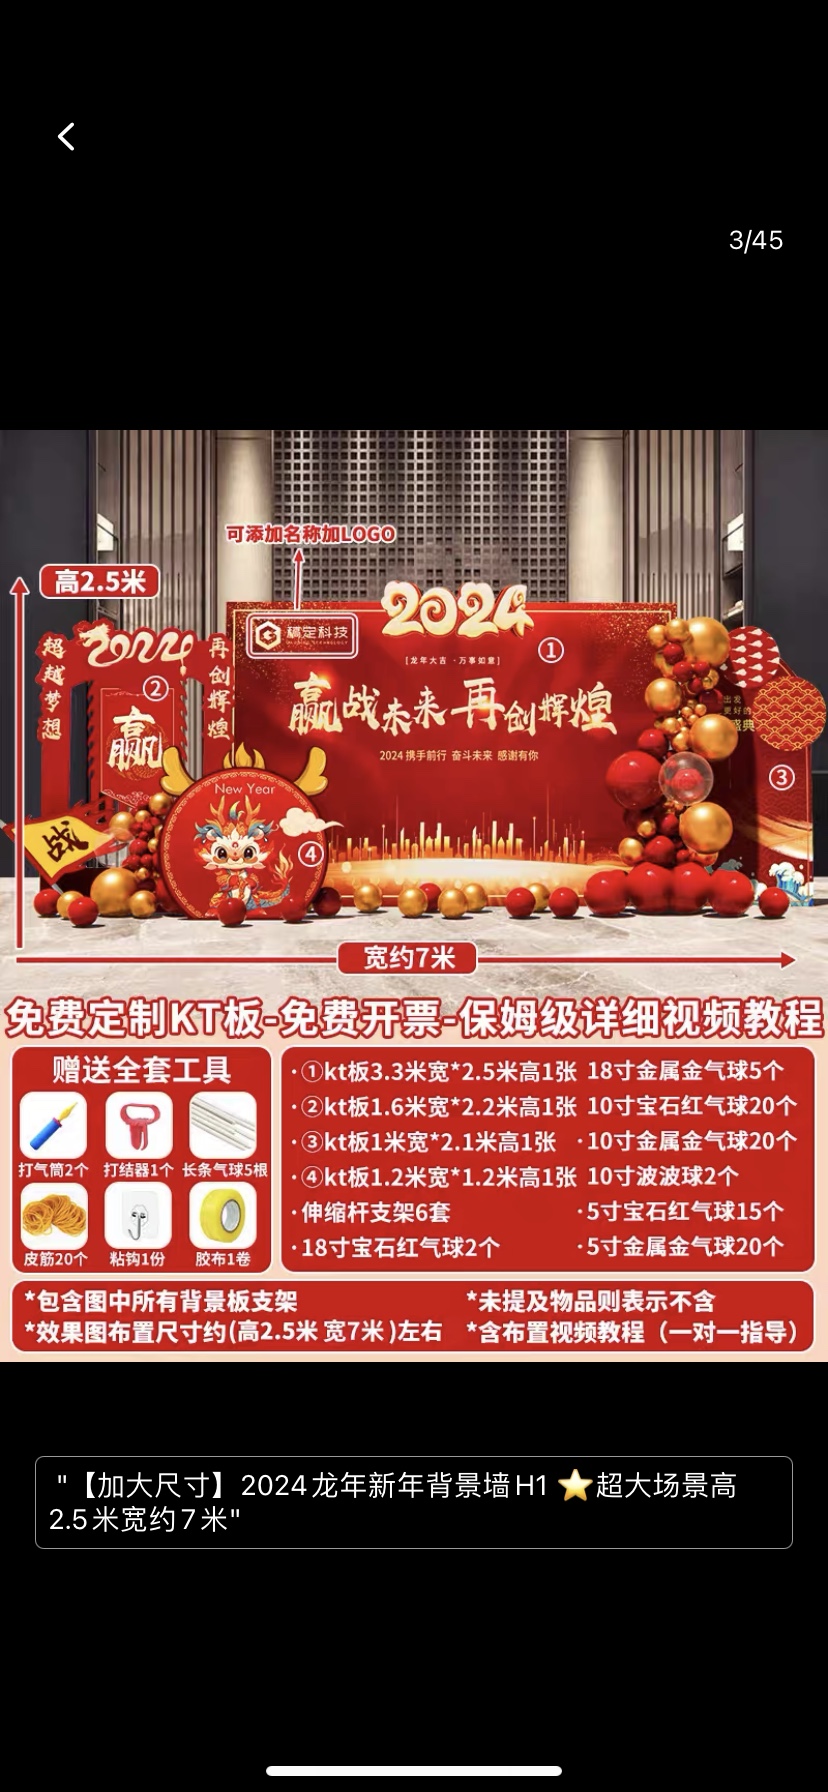 3/45
可添加名称加LOGO
高2.5米
2024
稿定科技
[龙年大吉 · 万事如意]
①
赢战未来 再创辉煌
2024 携手前行 奋斗未来 感谢有你
超越梦想
2024
再创辉煌
②
赢
战
New Year
④
出发
更好的
盛典
③
宽约7米
免费定制KT板-免费开票-保姆级详细视频教程
赠送全套工具
打气筒2个 打结器1个 长条气球5根
皮筋20个 粘钩1份 胶布1卷
·①kt板3.3米宽*2.5米高1张 18寸金属金气球5个
·②kt板1.6米宽*2.2米高1张 10寸宝石红气球20个
·③kt板1米宽*2.1米高1张 ·10寸金属金气球20个
·④kt板1.2米宽*1.2米高1张 10寸波波球2个
·伸缩杆支架6套 ·5寸宝石红气球15个
·18寸宝石红气球2个 ·5寸金属金气球20个
*包含图中所有背景板支架 *未提及物品则表示不含
*效果图布置尺寸约(高2.5米 宽7米 )左右 *含布置视频教程（一对一指导）
"【加大尺寸】2024龙年新年背景墙H1 ⭐超大场景高
2.5米宽约7米"